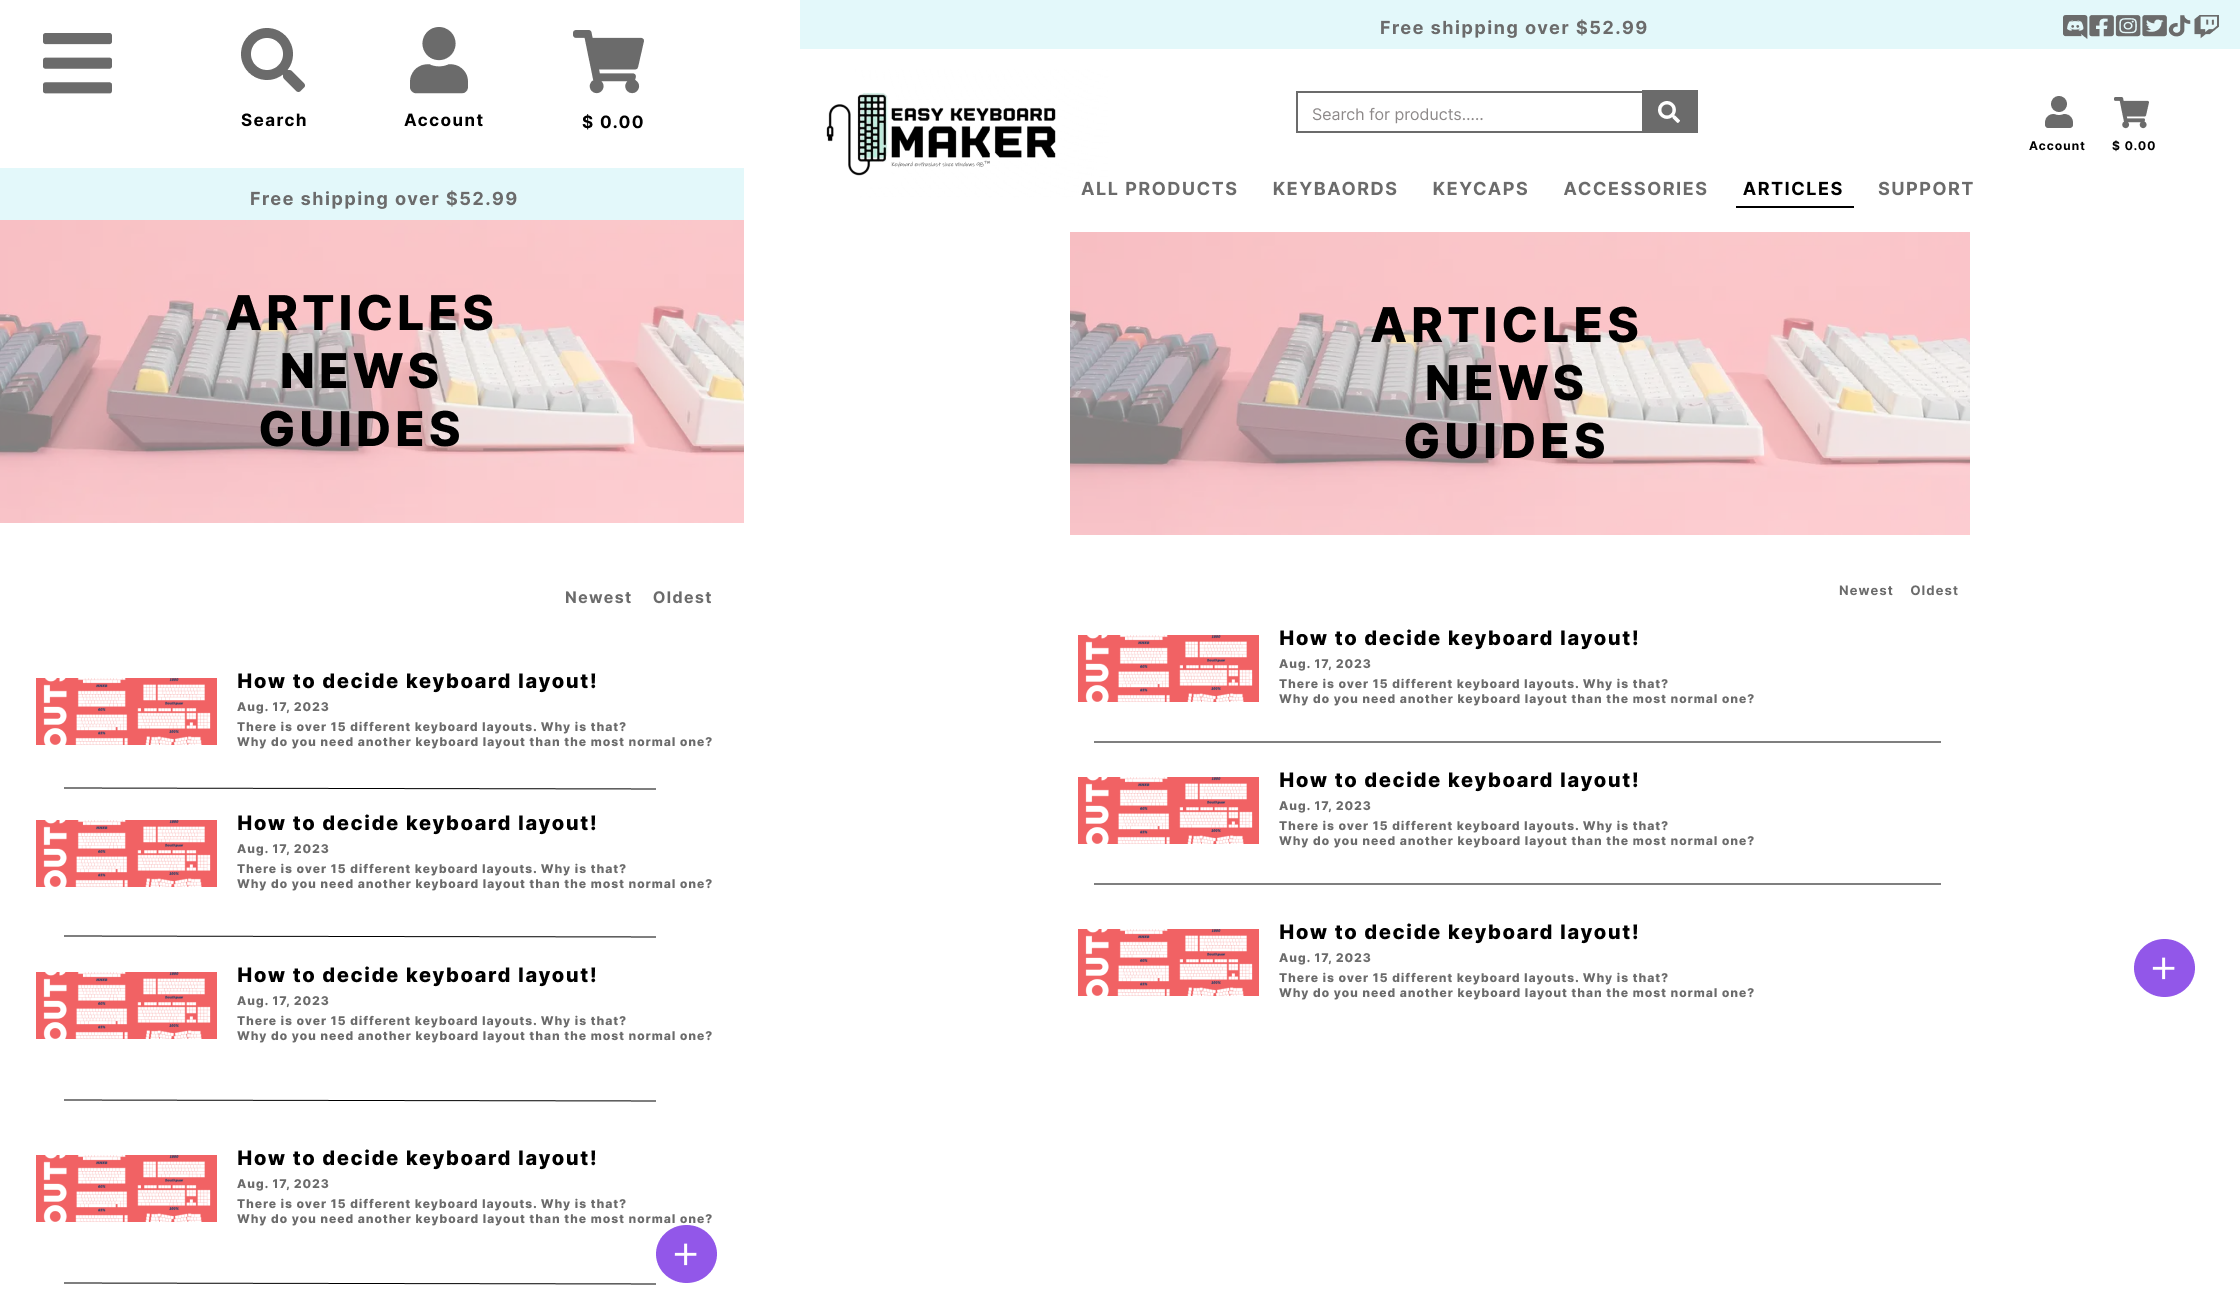 Search
Account
$ 0.00
Free shipping over $52.99
ARTICLES
NEWS
GUIDES
Newest Oldest
OUTS
How to decide keyboard layout!
Aug. 17, 2023
There is over 15 different keyboard layouts. Why is that?
Why do you need another keyboard layout than the most normal one?
OUTS
How to decide keyboard layout!
Aug. 17, 2023
There is over 15 different keyboard layouts. Why is that?
Why do you need another keyboard layout than the most normal one?
OUTS
How to decide keyboard layout!
Aug. 17, 2023
There is over 15 different keyboard layouts. Why is that?
Why do you need another keyboard layout than the most normal one?
OUTS
How to decide keyboard layout!
Aug. 17, 2023
There is over 15 different keyboard layouts. Why is that?
Why do you need another keyboard layout than the most normal one?
Free shipping over $52.99
EASY KEYBOARD
MAKER
Search for products.....
Account
$ 0.00
ALL PRODUCTS KEYBAORDS KEYCAPS ACCESSORIES ARTICLES SUPPORT
ARTICLES
NEWS
GUIDES
Newest Oldest
OUTS
How to decide keyboard layout!
Aug. 17, 2023
There is over 15 different keyboard layouts. Why is that?
Why do you need another keyboard layout than the most normal one?
OUTS
How to decide keyboard layout!
Aug. 17, 2023
There is over 15 different keyboard layouts. Why is that?
Why do you need another keyboard layout than the most normal one?
OUTS
How to decide keyboard layout!
Aug. 17, 2023
There is over 15 different keyboard layouts. Why is that?
Why do you need another keyboard layout than the most normal one?